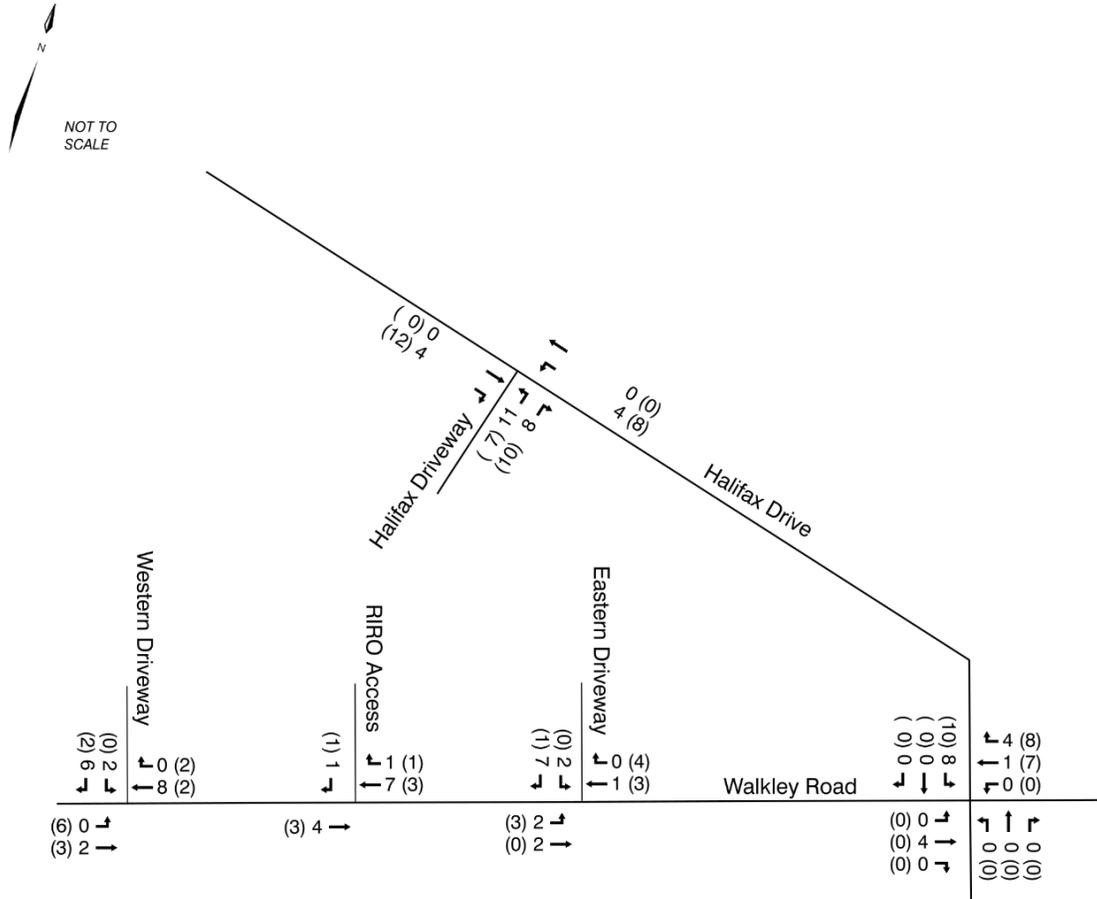 N
NOT TO
SCALE
( 0) 0
(12) 4
0 (0)
4 (8)
( 7) 11
(10) 8
Halifax Driveway
Halifax Drive
Western Driveway
RIRO Access
Eastern Driveway
Walkley Road
(2) 6
(0) 2
0 (2)
8 (2)
(6) 0
(3) 2
(1) 1
1 (1)
7 (3)
(3) 4
(1) 7
(0) 2
0 (4)
1 (3)
(3) 2
(0) 2
( 0) 0
( 0) 0
(10) 8
4 (8)
1 (7)
0 (0)
(0) 0
(0) 4
(0) 0
0 (0)
0 (0)
0 (0)